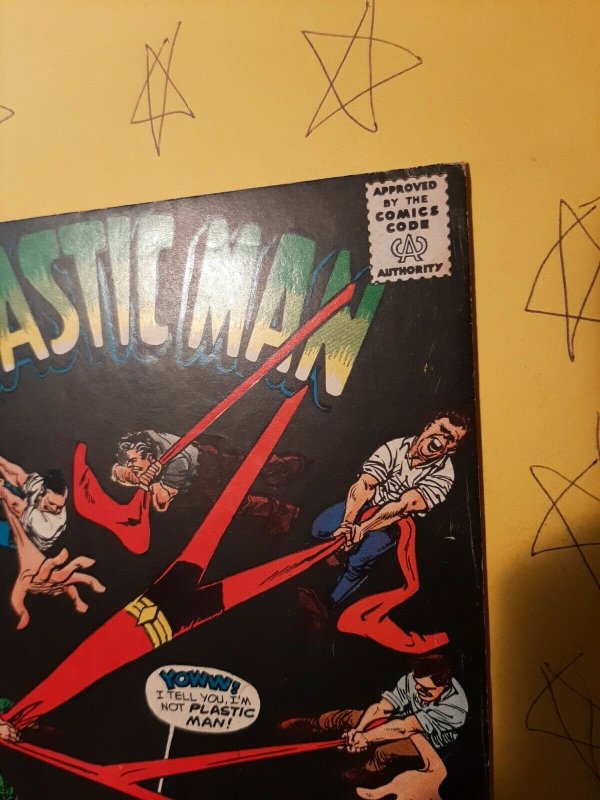 APPROVED
BY THE
COMICS
CODE
CA
AUTHORITY
ASTIC MAN
YOWW!
I TELL YOU, I'M
NOT PLASTIC
MAN!